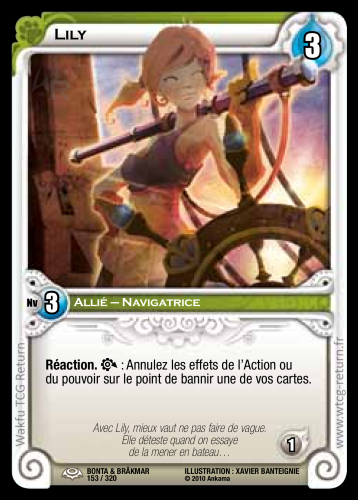 LILY
3
Nv 3 ALLIÉ – NAVIGATRICE
Réaction. : Annulez les effets de l'Action ou
du pouvoir sur le point de bannir une de vos cartes.
Avec Lily, mieux vaut ne pas faire de vague.
Elle déteste quand on essaye
de la mener en bateau…
1
BONTA & BRÂKMAR
153 / 320
ILLUSTRATION : XAVIER BANTEIGNIE
© 2010 Ankama
Wakfu TCG Return
www.wtcg-return.fr